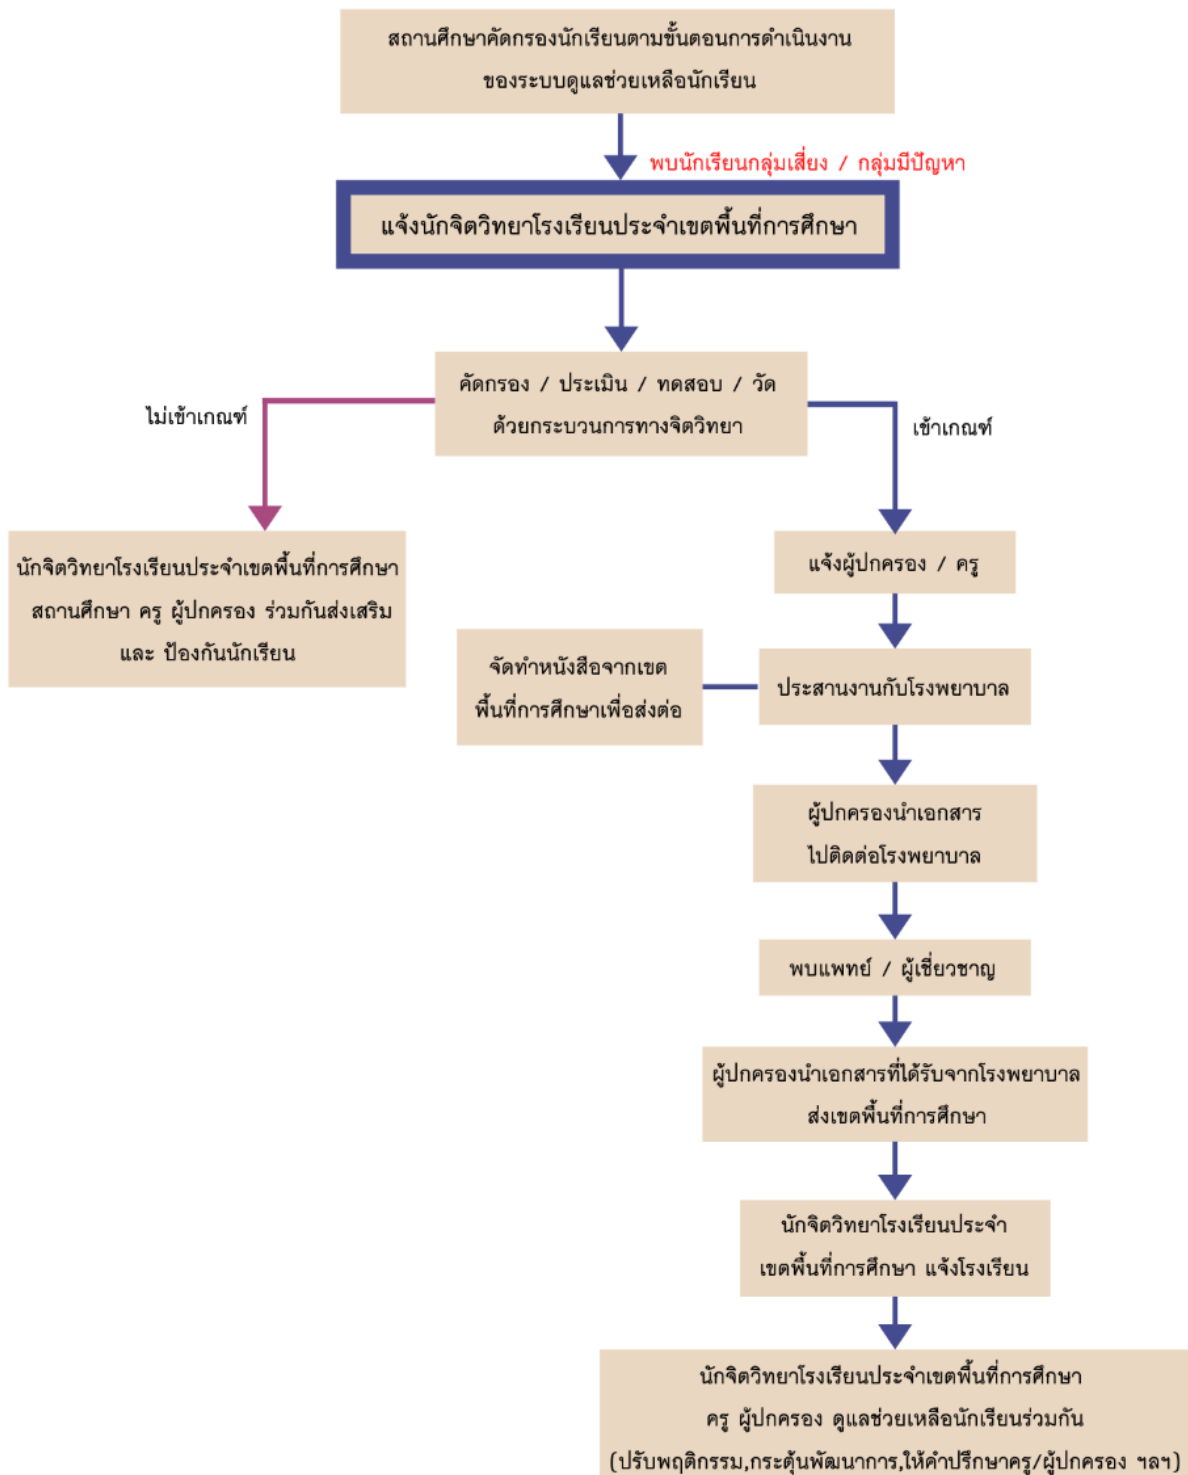 สถานศึกษาคัดกรองนักเรียนตามขั้นตอนการดำเนินงาน
ของระบบดูแลช่วยเหลือนักเรียน
พบนักเรียนกลุ่มเสี่ยง / กลุ่มมีปัญหา
แจ้งนักจิตวิทยาโรงเรียนประจำเขตพื้นที่การศึกษา
คัดกรอง / ประเมิน / ทดสอบ / วัด
ด้วยกระบวนการทางจิตวิทยา
ไม่เข้าเกณฑ์
เข้าเกณฑ์
นักจิตวิทยาโรงเรียนประจำเขตพื้นที่การศึกษา
สถานศึกษา ครู ผู้ปกครอง ร่วมกันส่งเสริม
และ ป้องกันนักเรียน
แจ้งผู้ปกครอง / ครู
จัดทำหนังสือจากเขต
พื้นที่การศึกษาเพื่อส่งต่อ
ประสานงานกับโรงพยาบาล
ผู้ปกครองนำเอกสาร
ไปติดต่อโรงพยาบาล
พบแพทย์ / ผู้เชี่ยวชาญ
ผู้ปกครองนำเอกสารที่ได้รับจากโรงพยาบาล
ส่งเขตพื้นที่การศึกษา
นักจิตวิทยาโรงเรียนประจำ
เขตพื้นที่การศึกษา แจ้งโรงเรียน
นักจิตวิทยาโรงเรียนประจำเขตพื้นที่การศึกษา
ครู ผู้ปกครอง ดูแลช่วยเหลือนักเรียนร่วมกัน
(ปรับพฤติกรรม,กระตุ้นพัฒนาการ,ให้คำปรึกษาครู/ผู้ปกครอง ฯลฯ)